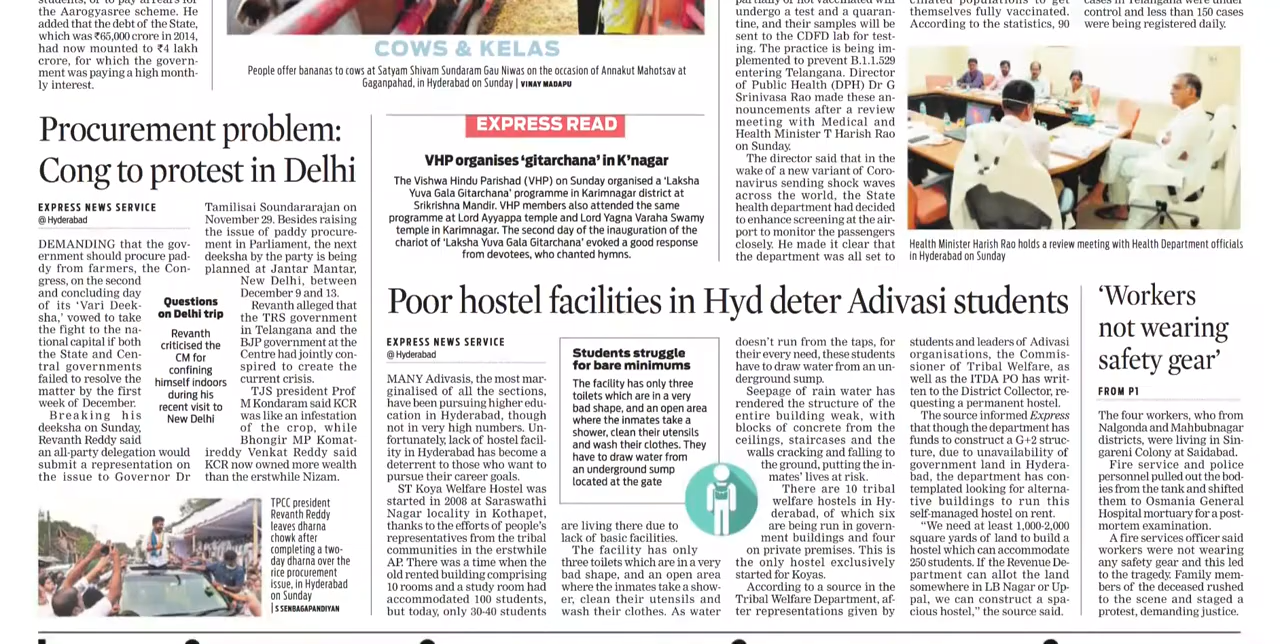 students, or to pay arrears for
the Aarogyasree scheme. He
added that the debt of the State,
which was ₹65,000 crore in 2014,
had now mounted to ₹4 lakh
crore, for which the govern-
ment was paying a high month-
ly interest.
COWS & KELAS
People offer bananas to cows at Satyam Shivam Sundaram Gau Niwas on the occasion of Annakut Mahotsav at
Gaganpahad, in Hyderabad on Sunday | VINAY MADAPU
Procurement problem:
Cong to protest in Delhi
EXPRESS NEWS SERVICE
@ Hyderabad
DEMANDING that the gov-
ernment should procure pad-
dy from farmers, the Con-
gress, on the second
and concluding day
of its ‘Vari Deek-
sha,’ vowed to take
the fight to the na-
tional capital if both
the State and Cen-
tral governments
failed to resolve the
matter by the first
week of December.
Breaking his
deeksha on Sunday,
Revanth Reddy said
an all-party delegation would
submit a representation on
the issue to Governor Dr
Questions
on Delhi trip
Revanth
criticised the
CM for
confining
himself indoors
during his
recent visit to
New Delhi
Tamilisai Soundararajan on
November 29. Besides raising
the issue of paddy procure-
ment in Parliament, the next
deeksha by the party is being
planned at Jantar Mantar,
New Delhi, between
December 9 and 13.
Revanth alleged that
the TRS government
in Telangana and the
BJP government at the
Centre had jointly con-
spired to create the
current crisis.
TJS president Prof
M Kondaram said KCR
was like an infestation
of the crop, while
Bhongir MP Komat-
ireddy Venkat Reddy said
KCR now owned more wealth
than the erstwhile Nizam.
TPCC president
Revanth Reddy
leaves dharna
chowk after
completing a two-
day dharna over the
rice procurement
issue, in Hyderabad
on Sunday
| S SENBAGAPANDIYAN
EXPRESS READ
VHP organises ‘gitarchana’ in K’nagar
The Vishwa Hindu Parishad (VHP) on Sunday organised a ‘Laksha
Yuva Gala Gitarchana’ programme in Karimnagar district at
Srikrishna Mandir. VHP members also attended the same
programme at Lord Ayyappa temple and Lord Yagna Varaha Swamy
temple in Karimnagar. The second day of the inauguration of the
chariot of ‘Laksha Yuva Gala Gitarchana’ evoked a good response
from devotees, who chanted hymns.
undergo a test and a quaran-
tine, and their samples will be
sent to the CDFD lab for test-
ing. The practice is being im-
plemented to prevent B.1.1.529
entering Telangana. Director
of Public Health (DPH) Dr G
Srinivasa Rao made these an-
nouncements after a review
meeting with Medical and
Health Minister T Harish Rao
on Sunday.
The director said that in the
wake of a new variant of Coro-
navirus sending shock waves
across the world, the State
health department had decided
to enhance screening at the air-
port to monitor the passengers
closely. He made it clear that
the department was all set to
themselves fully vaccinated.
According to the statistics, 90
control and less than 150 cases
were being registered daily.
Health Minister Harish Rao holds a review meeting with Health Department officials
in Hyderabad on Sunday
Poor hostel facilities in Hyd deter Adivasi students
EXPRESS NEWS SERVICE
@ Hyderabad
MANY Adivasis, the most mar-
ginalised of all the sections,
have been pursuing higher edu-
cation in Hyderabad, though
not in very high numbers. Un-
fortunately, lack of hostel facil-
ity in Hyderabad has become a
deterrent to those who want to
pursue their career goals.
ST Koya Welfare Hostel was
started in 2008 at Saraswathi
Nagar locality in Kothapet,
thanks to the efforts of people’s
representatives from the tribal
communities in the erstwhile
AP. There was a time when the
old rented building comprising
10 rooms and a study room had
accommodated 100 students,
but today, only 30-40 students
Students struggle
for bare minimums
The facility has only three
toilets which are in a very
bad shape, and an open area
where the inmates take a
shower, clean their utensils
and wash their clothes. They
have to draw water from
an underground sump
located at the gate
are living there due to
lack of basic facilities.
The facility has only
three toilets which are in a very
bad shape, and an open area
where the inmates take a show-
er, clean their utensils and
wash their clothes. As water
doesn’t run from the taps, for
their every need, these students
have to draw water from an un-
derground sump.
Seepage of rain water has
rendered the structure of the
entire building weak, with
blocks of concrete from the
ceilings, staircases and the
walls cracking and falling to
the ground, putting the in-
mates’ lives at risk.
There are 10 tribal
welfare hostels in Hy-
derabad, of which six
are being run in govern-
ment buildings and four
on private premises. This is
the only hostel exclusively
started for Koyas.
According to a source in the
Tribal Welfare Department, af-
ter representations given by
students and leaders of Adivasi
organisations, the Commis-
sioner of Tribal Welfare, as
well as the ITDA PO has writ-
ten to the District Collector, re-
questing a permanent hostel.
The source informed Express
that though the department has
funds to construct a G+2 struc-
ture, due to unavailability of
government land in Hydera-
bad, the department has con-
templated looking for alterna-
tive buildings to run this
self-managed hostel on rent.
“We need at least 1,000-2,000
square yards of land to build a
hostel which can accommodate
250 students. If the Revenue De-
partment can allot the land
somewhere in LB Nagar or Up-
pal, we can construct a spa-
cious hostel,” the source said.
‘Workers
not wearing
safety gear’
FROM P1
The four workers, who from
Nalgonda and Mahbubnagar
districts, were living in Sin-
gareni Colony at Saidabad.
Fire service and police
personnel pulled out the bod-
ies from the tank and shifted
them to Osmania General
Hospital mortuary for a post-
mortem examination.
A fire services officer said
workers were not wearing
any safety gear and this led
to the tragedy. Family mem-
bers of the deceased rushed
to the scene and staged a
protest, demanding justice.